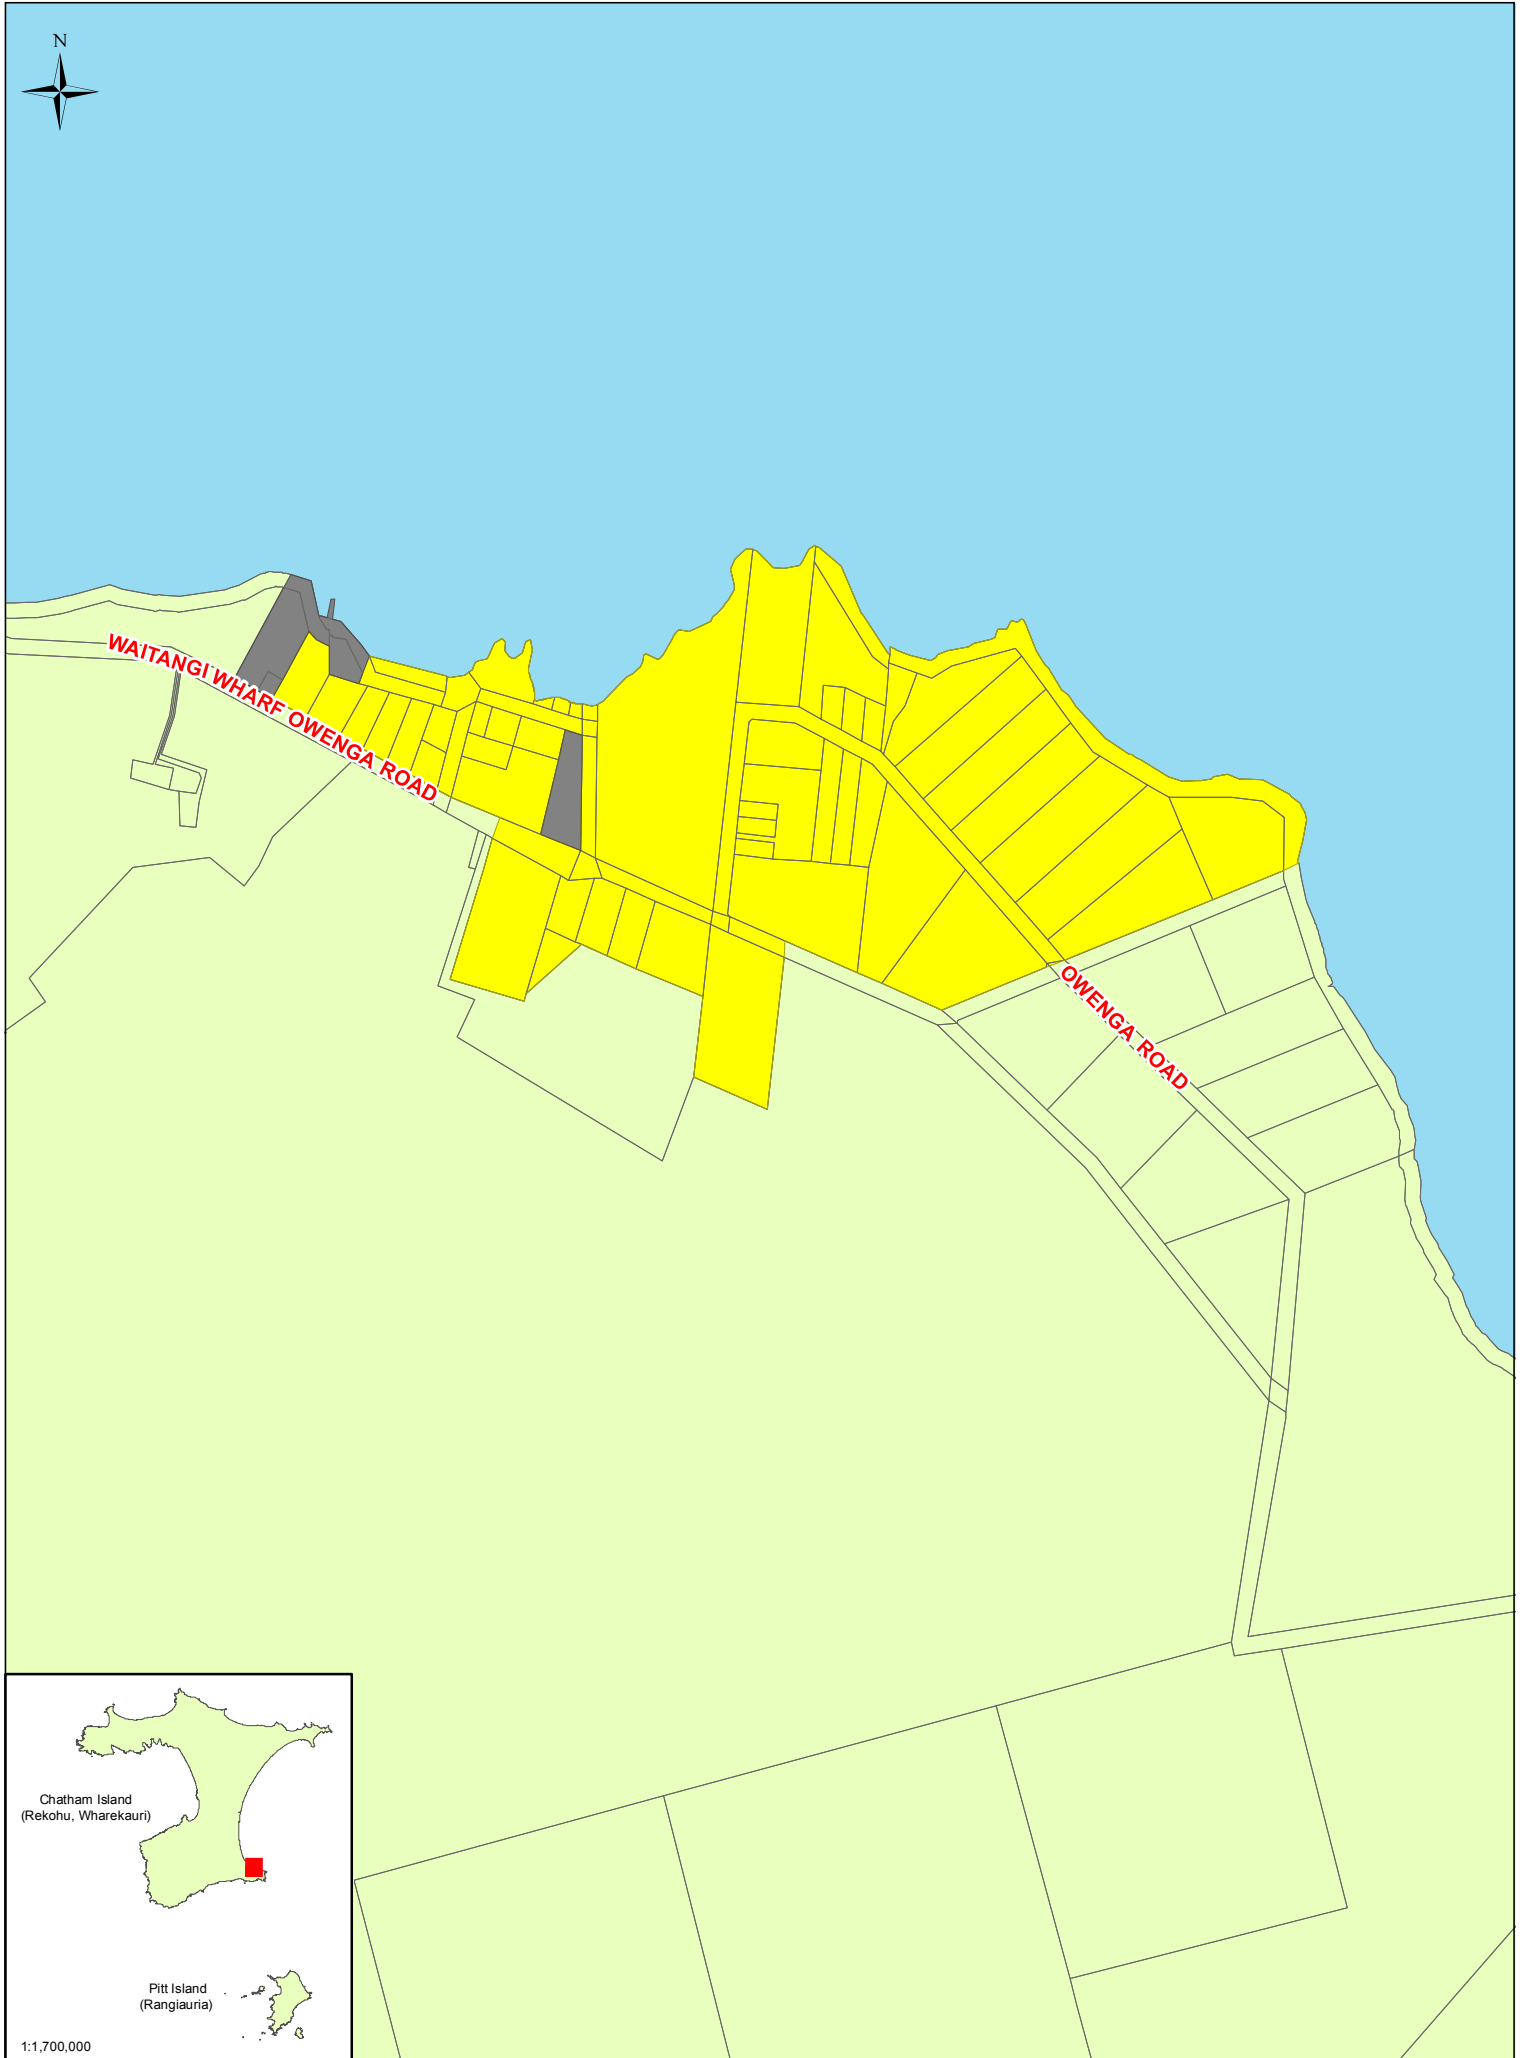 N
WAITANGI WHARF OWENGA ROAD
OWENGA ROAD
Chatham Island
(Rekohu, Wharekauri)
Pitt Island
(Rangiauria)
1:1,700,000